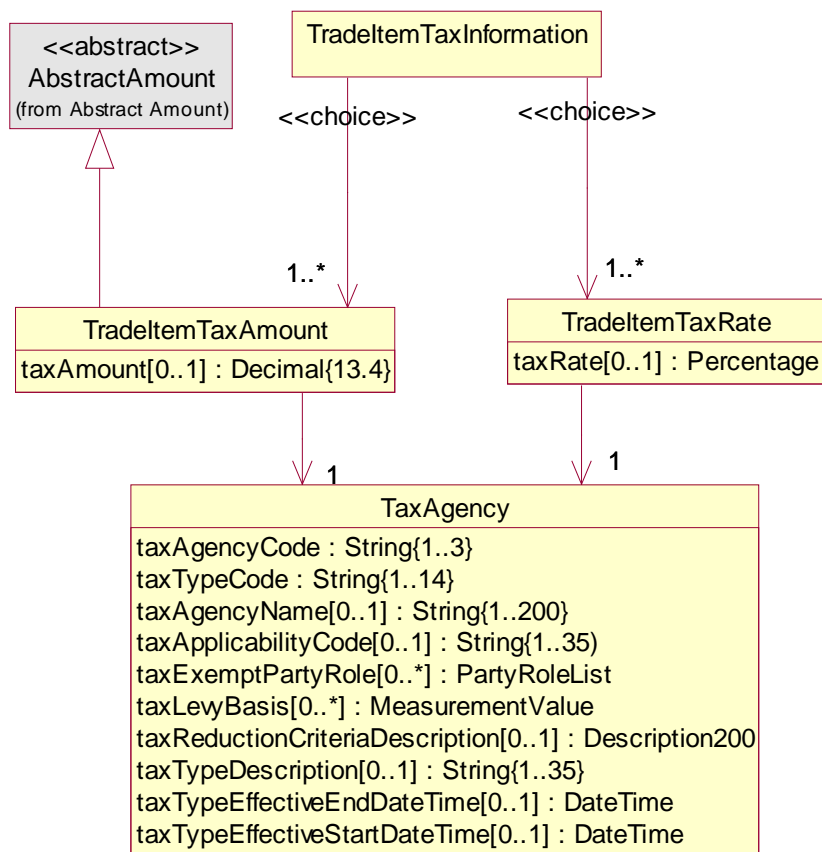 <<abstract>>
AbstractAmount
(from Abstract Amount)
TradeItemTaxInformation
<<choice>>
<<choice>>
1..*
1..*
TradeItemTaxAmount
taxAmount[0..1] : Decimal{13.4}
TradeItemTaxRate
taxRate[0..1] : Percentage
1
1
TaxAgency
taxAgencyCode : String{1..3}
taxTypeCode : String{1..14}
taxAgencyName[0..1] : String{1..200}
taxApplicabilityCode[0..1] : String{1..35)
taxExemptPartyRole[0..*] : PartyRoleList
taxLevyBasis[0..*] : MeasurementValue
taxReductionCriteriaDescription[0..1] : Description200
taxTypeDescription[0..1] : String{1..35}
taxTypeEffectiveEndDateTime[0..1] : DateTime
taxTypeEffectiveStartDateTime[0..1] : DateTime